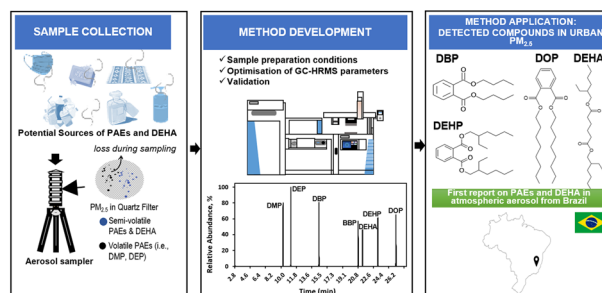 SAMPLE COLLECTION
Potential Sources of PAEs and DEHA
loss during sampling
PM2.5 in Quartz Filter
Semi-volatile
PAEs & DEHA
Volatile PAEs (i.e.,
DMP, DEP)
Aerosol sampler
METHOD DEVELOPMENT
✓Sample preparation conditions
✓Optimisation of GC-HRMS parameters
✓Validation
Relative Abundance, %
100
80
60
40
20
0
DMP
DEP
DBP
BBP
DEHA
DEHP
DOP
2.8 4.6 6.4 8.2 10.0 11.8 13.7 15.5 17.3 19.1 20.8 22.6 24.4 26.2
Time (min)
METHOD APPLICATION:
DETECTED COMPOUNDS IN URBAN
PM2.5
DBP
DOP
DEHA
DEHP
First report on PAEs and DEHA in
atmospheric aerosol from Brazil